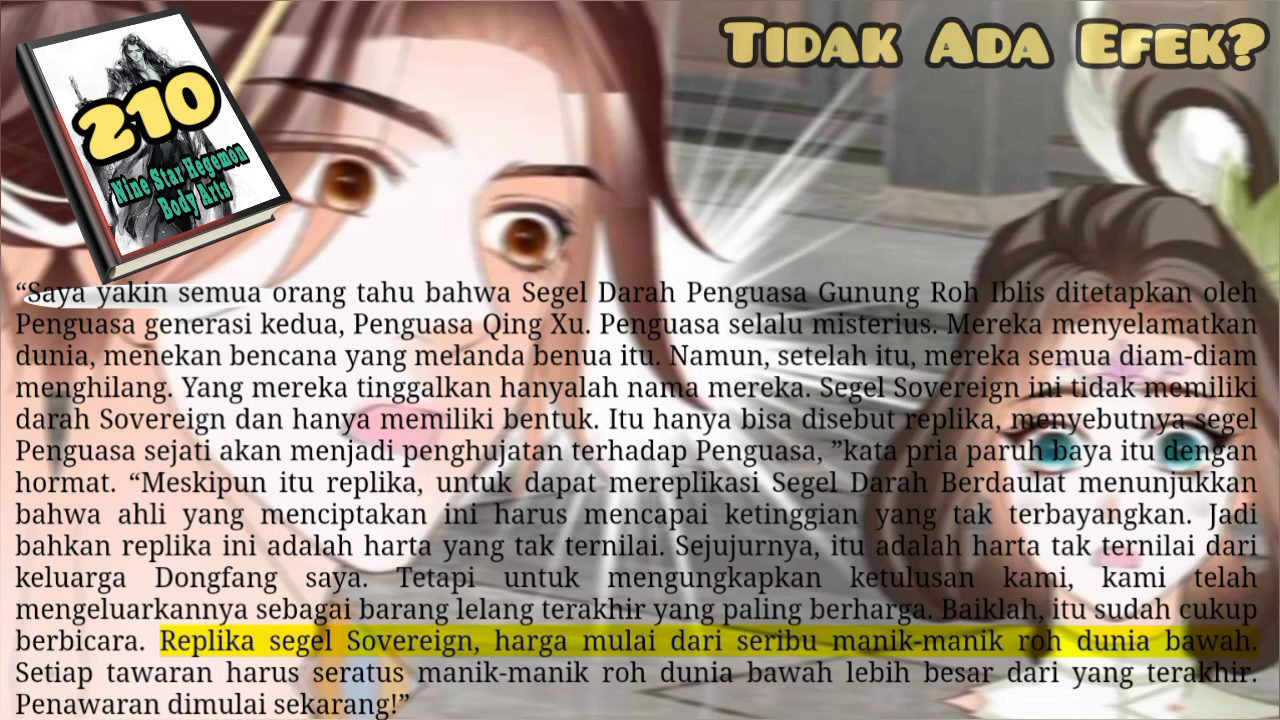 Tidak Ada Efek?
210
Nine Star Hegemon
Body Arts
“Saya yakin semua orang tahu bahwa Segel Darah Penguasa Gunung Roh Iblis ditetapkan oleh
Penguasa generasi kedua, Penguasa Qing Xu. Penguasa selalu misterius. Mereka menyelamatkan
dunia, menekan bencana yang melanda benua itu. Namun, setelah itu, mereka semua diam-diam
menghilang. Yang mereka tinggalkan hanyalah nama mereka. Segel Sovereign ini tidak memiliki
darah Sovereign dan hanya memiliki bentuk. Itu hanya bisa disebut replika, menyebutnya segel
Penguasa sejati akan menjadi penghujatan terhadap Penguasa, ”kata pria paruh baya itu dengan
hormat. “Meskipun itu replika, untuk dapat mereplikasi Segel Darah Berdaulat menunjukkan
bahwa ahli yang menciptakan ini harus mencapai ketinggian yang tak terbayangkan. Jadi
bahkan replika ini adalah harta yang tak ternilai. Sejujurnya, itu adalah harta tak ternilai dari
keluarga Dongfang saya. Tetapi untuk mengungkapkan ketulusan kami, kami telah
mengeluarkannya sebagai barang lelang terakhir yang paling berharga. Baiklah, itu sudah cukup
berbicara. Replika segel Sovereign, harga mulai dari seribu manik-manik roh dunia bawah.
Setiap tawaran harus seratus manik-manik roh dunia bawah lebih besar dari yang terakhir.
Penawaran dimulai sekarang!”